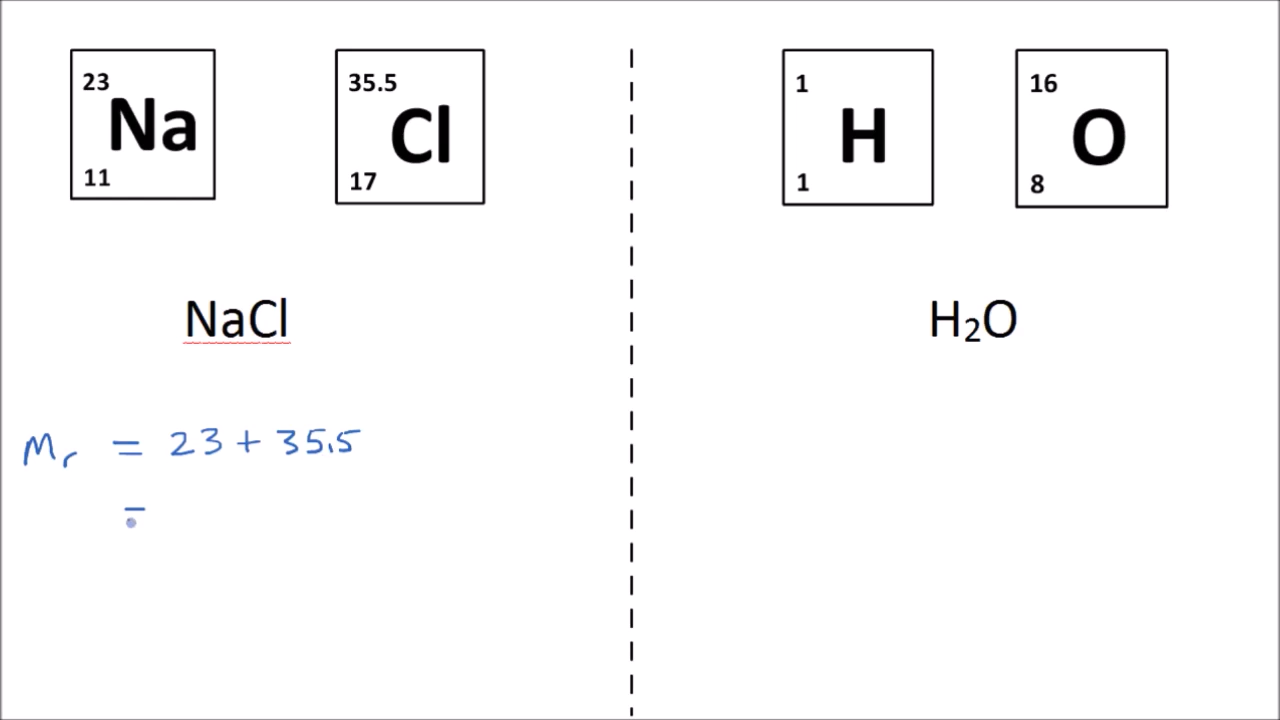 23
Na
11
35.5
Cl
17
1
H
1
16
O
8
NaCl
H₂O
Mr = 23 + 35.5
=